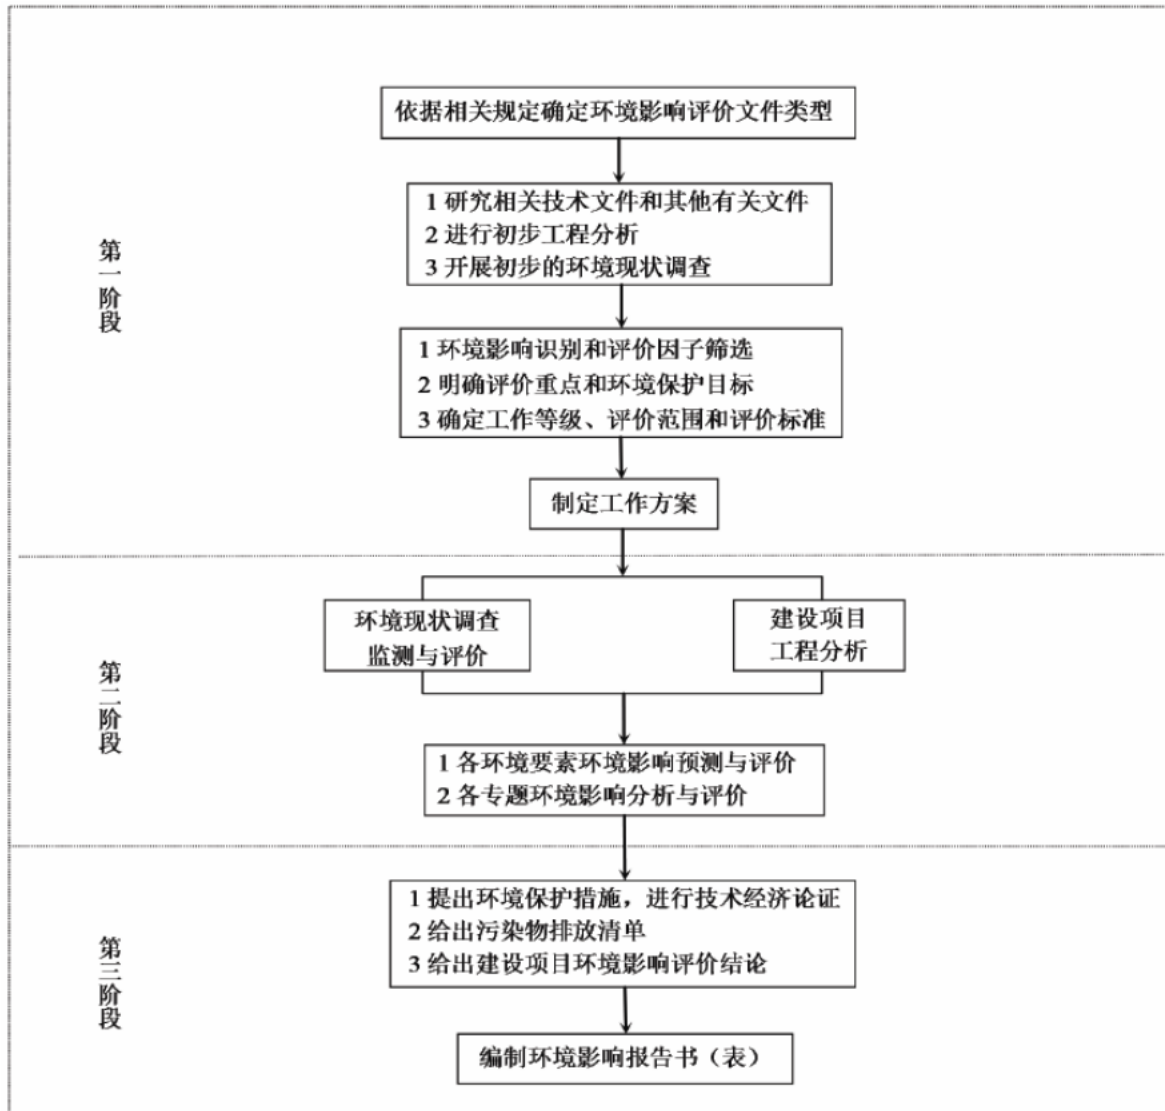 依据相关规定确定环境影响评价文件类型
1 研究相关技术文件和其他有关文件
2 进行初步工程分析
3 开展初步的环境现状调查
第一阶段
1 环境影响识别和评价因子筛选
2 明确评价重点和环境保护目标
3 确定工作等级、评价范围和评价标准
制定工作方案
环境现状调查
监测与评价
建设项目
工程分析
第二阶段
1 各环境要素环境影响预测与评价
2 各专题环境影响分析与评价
1 提出环境保护措施，进行技术经济论证
2 给出污染物排放清单
3 给出建设项目环境影响评价结论
第三阶段
编制环境影响报告书（表）